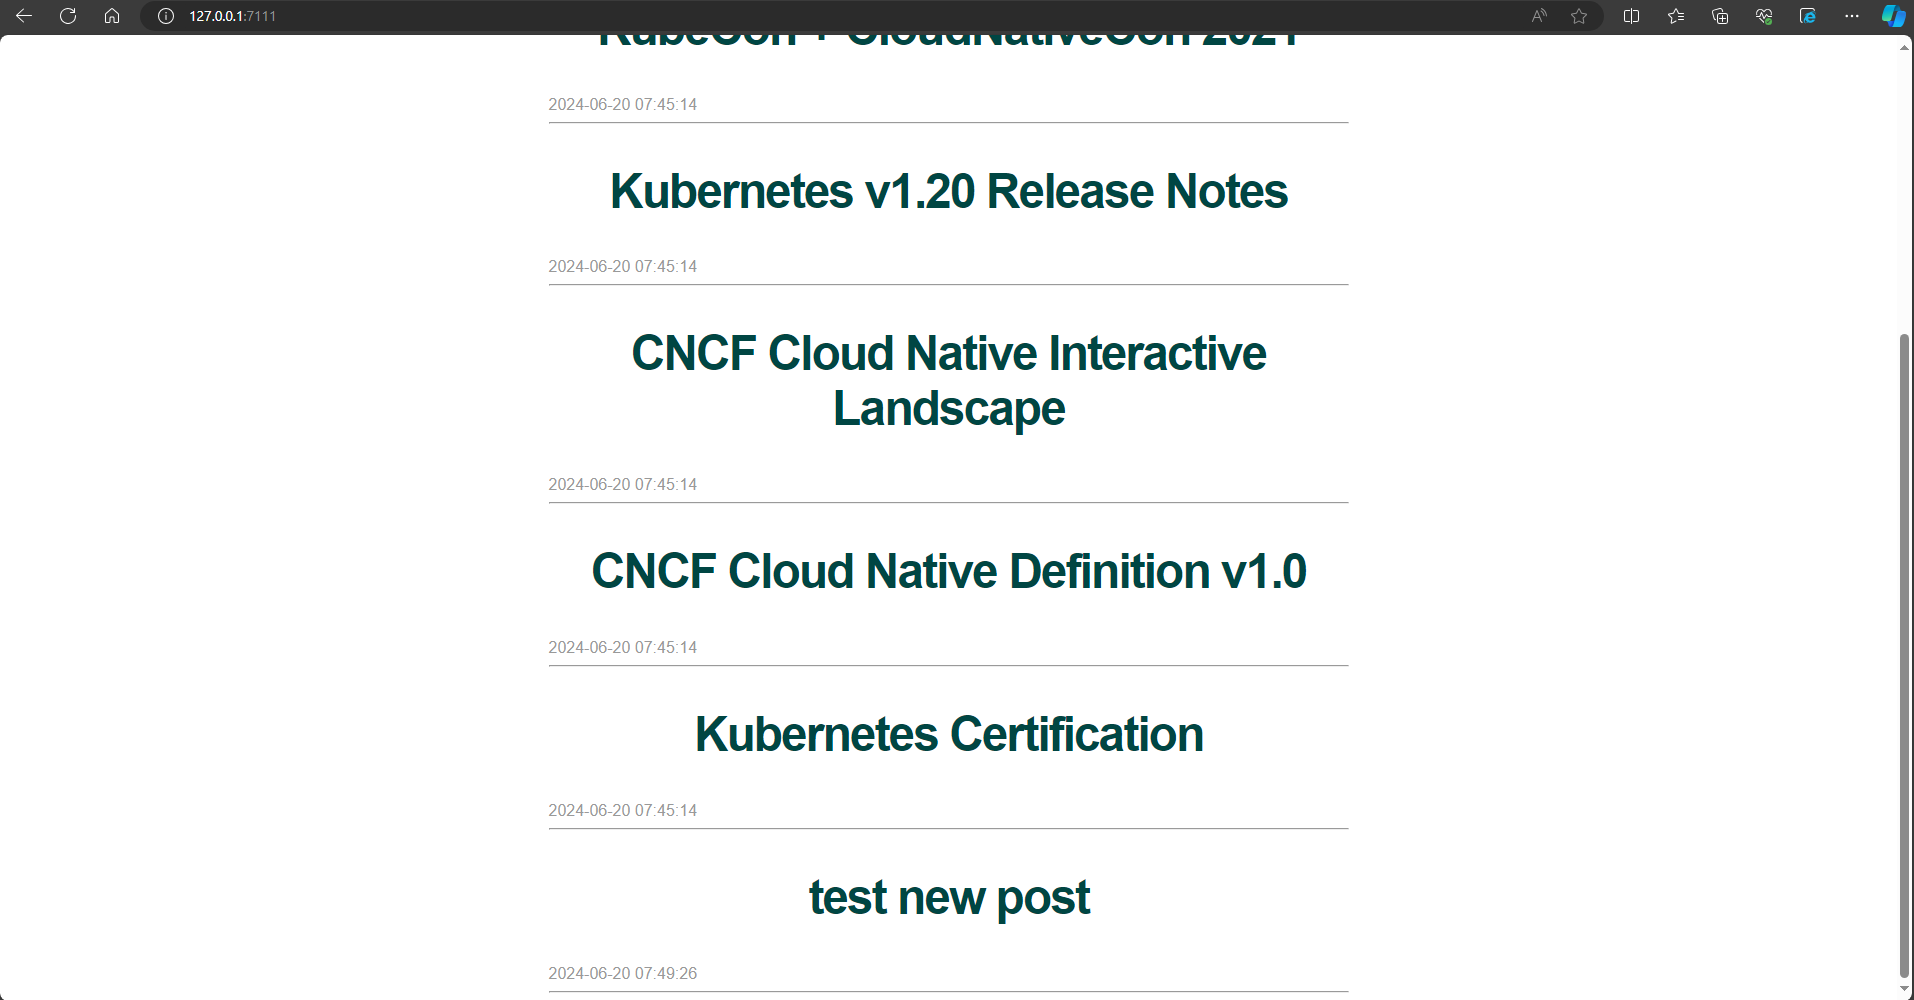 127.0.0.1:7111
KubeCon + CloudNativeCon 2021
2024-06-20 07:45:14
Kubernetes v1.20 Release Notes
2024-06-20 07:45:14
CNCF Cloud Native Interactive
Landscape
2024-06-20 07:45:14
CNCF Cloud Native Definition v1.0
2024-06-20 07:45:14
Kubernetes Certification
2024-06-20 07:45:14
test new post
2024-06-20 07:49:26